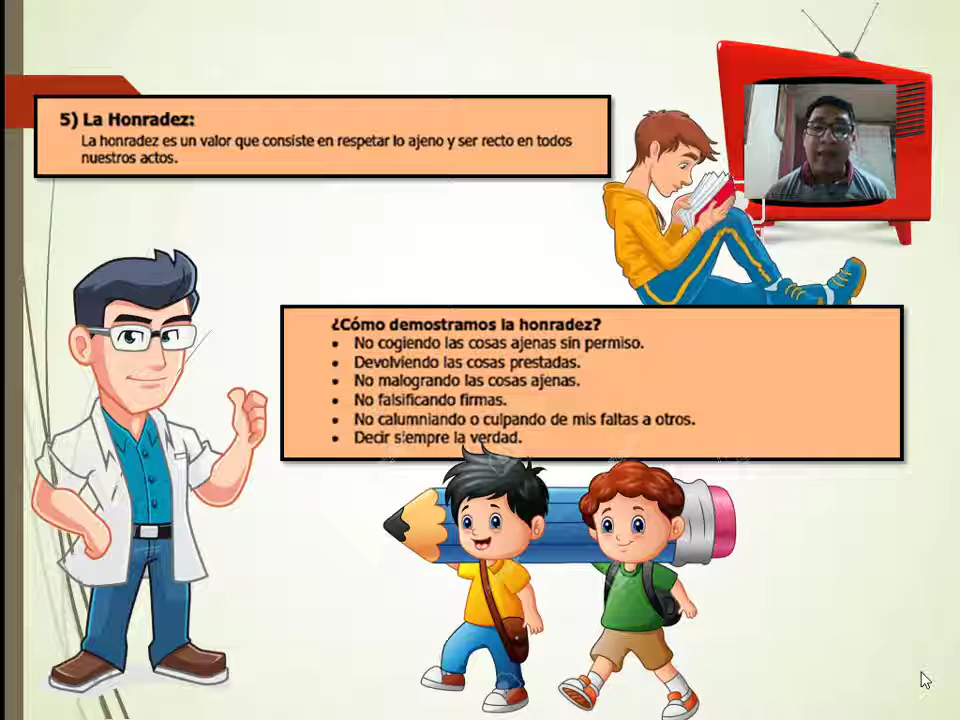 5) La Honradez:
La honradez es un valor que consiste en respetar lo ajeno y ser recto en todos
nuestros actos.
¿Cómo demostramos la honradez?
• No cogiendo las cosas ajenas sin permiso.
• Devolviendo las cosas prestadas.
• No malogrando las cosas ajenas.
• No falsificando firmas.
• No calumniando o culpando de mis faltas a otros.
• Decir siempre la verdad.